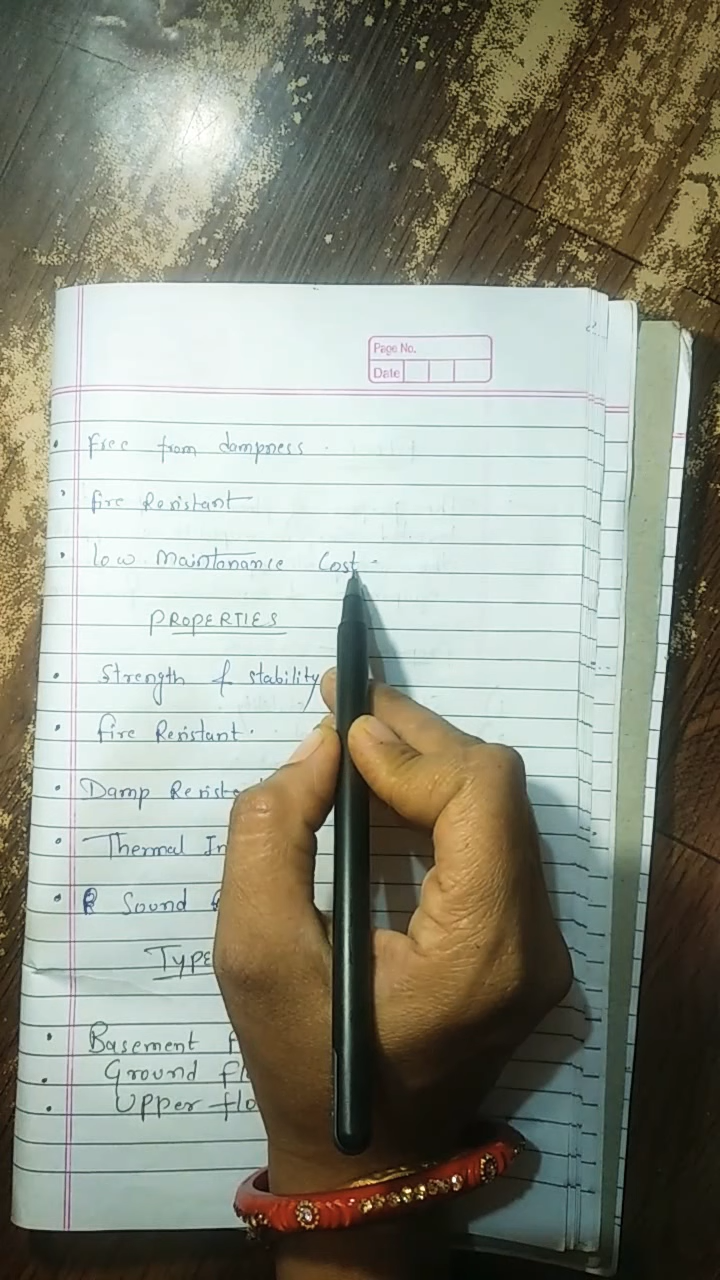 Page No.
Date
• Free from dampness.
• fire Resistant
• Low Maintanance Cost.
PROPERTIES
• Strength & stability
• fire Resistant.
• Damp
• Thermal
• Sound
• Basement
• Ground
• Upper